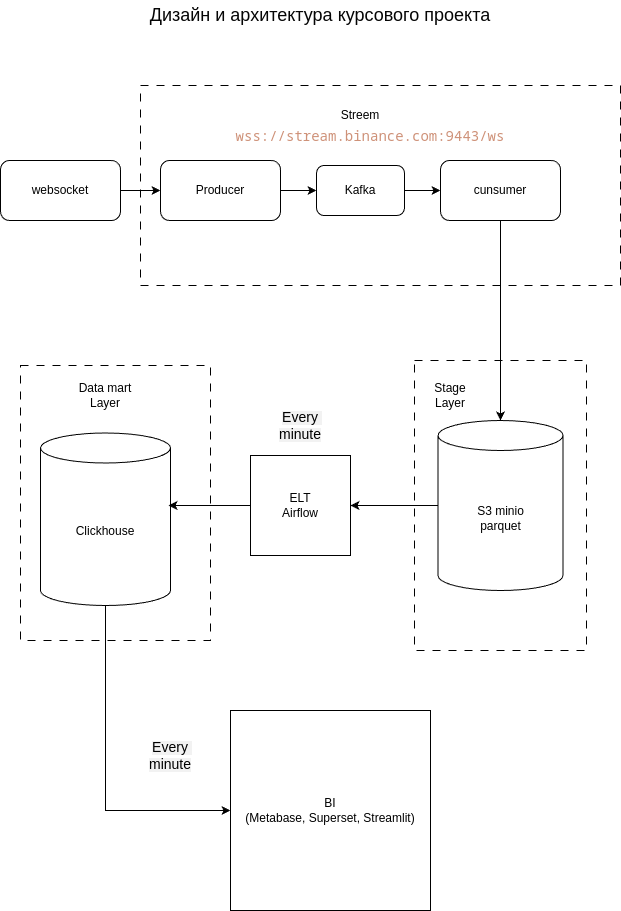 Дизайн и архитектура курсового проекта
Streem
wss://stream.binance.com:9443/ws
websocket
Producer
Kafka
cunsumer
Data mart
Layer
Stage
Layer
Every
minute
ELT
Airflow
Clickhouse
S3 minio
parquet
Every
minute
BI
(Metabase, Superset, Streamlit)